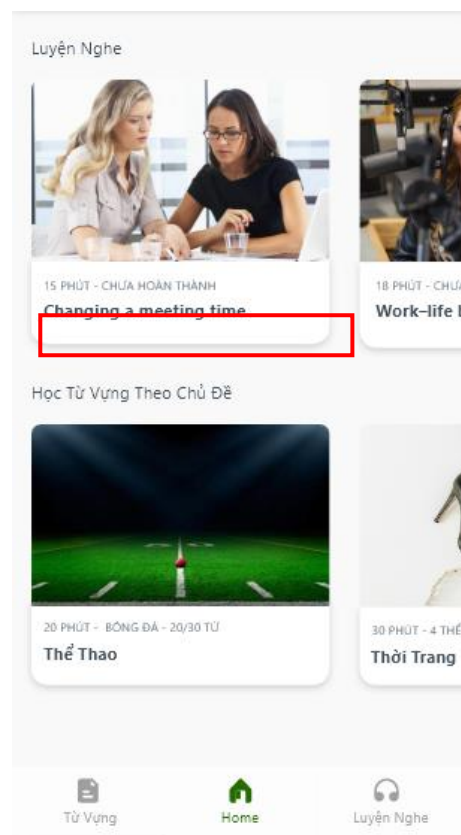 Luyện Nghe
15 PHÚT - CHƯA HOÀN THÀNH
Changing a meeting time
18 PHÚT -
Work–life
Học Từ Vựng Theo Chủ Đề
20 PHÚT - BÓNG ĐÁ - 20/30 TỪ
Thể Thao
30 PHÚT - 4 THỂ
Thời Trang
Từ Vựng
Home
Luyện Nghe